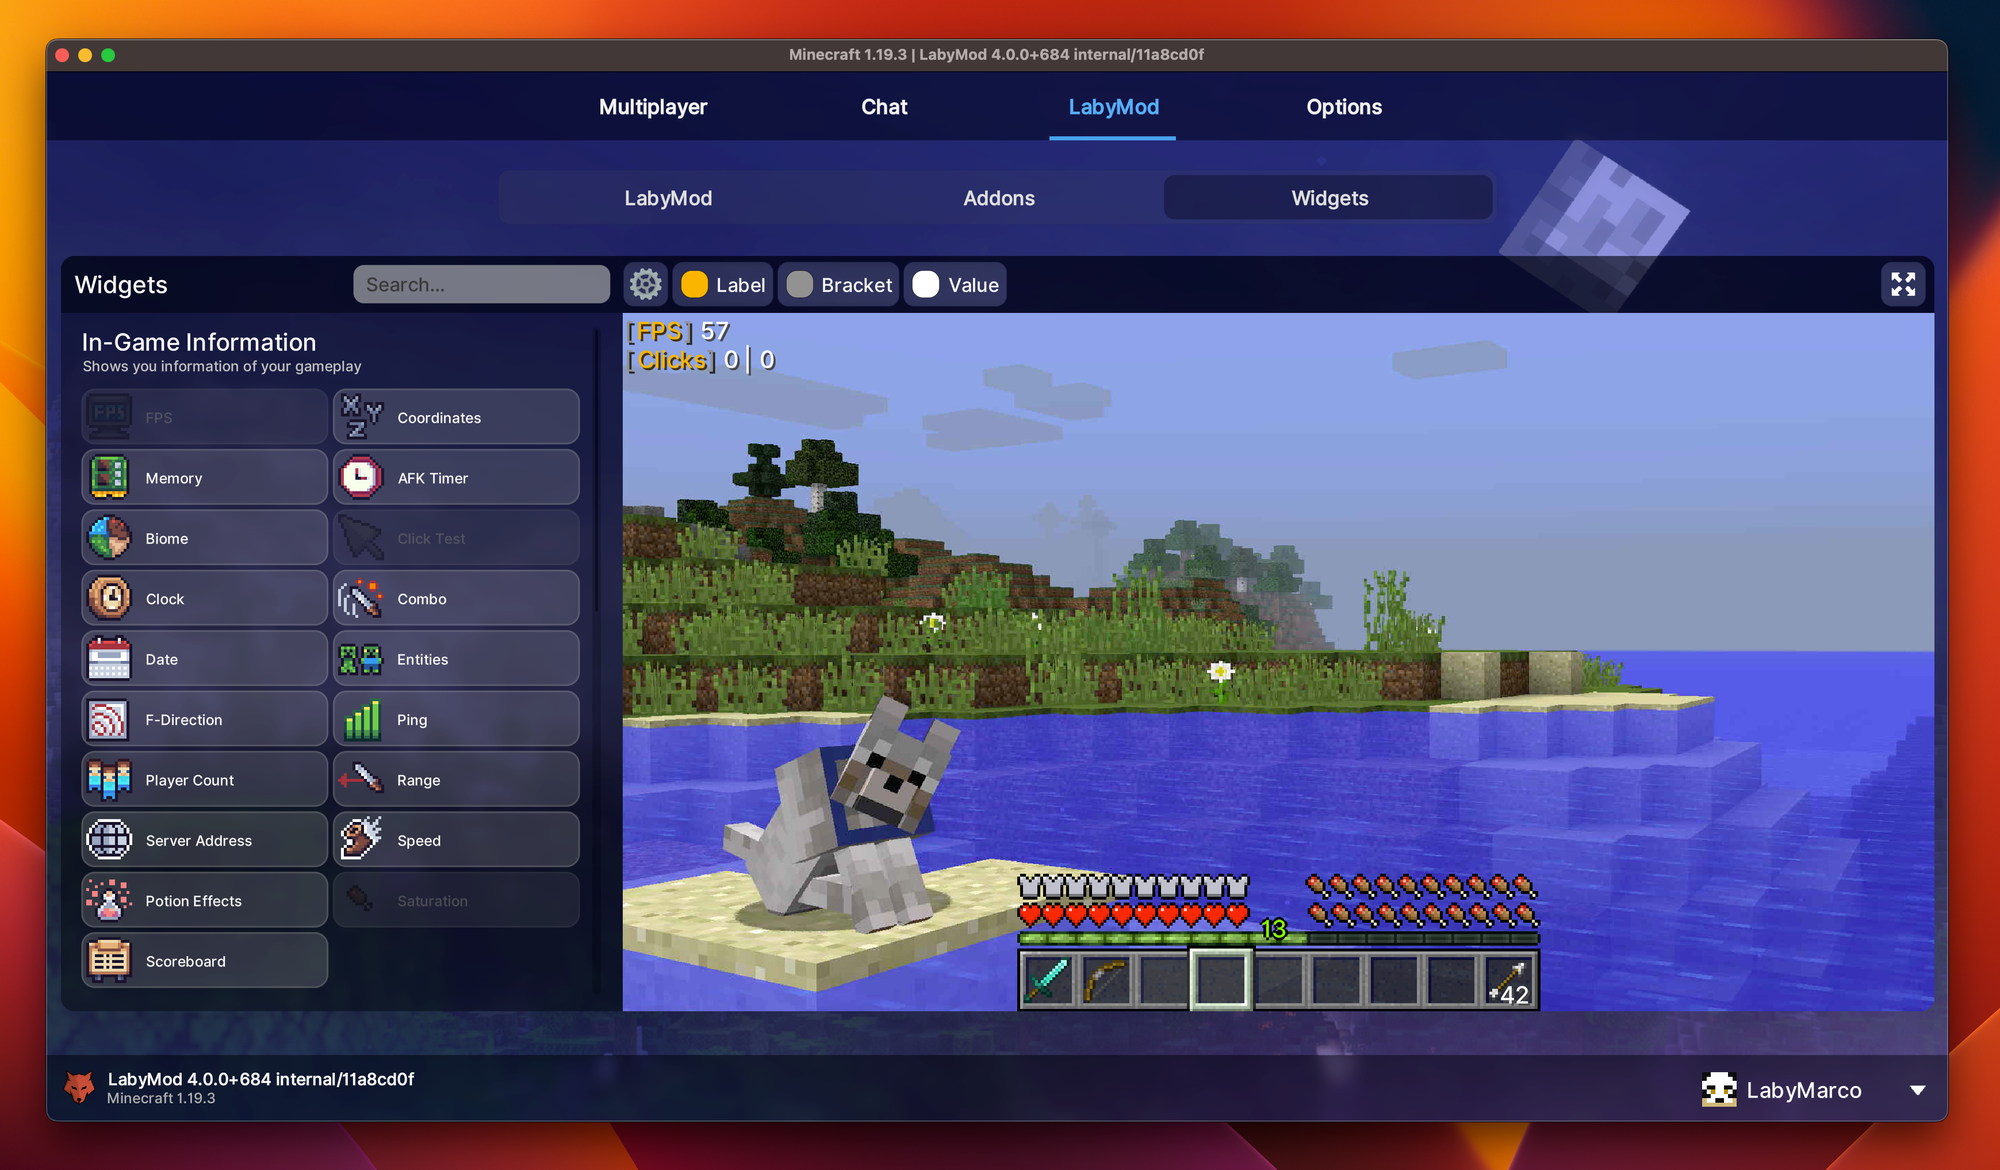 Minecraft 1.19.3 | LabyMod 4.0.0+684 internal/11a8cd0f
Multiplayer Chat LabyMod Options
LabyMod Addons Widgets
Widgets Search... Label Bracket Value
In-Game Information
Shows you information of your gameplay
[FPS] 57
[Clicks] 0 | 0
FPS Coordinates
Memory AFK Timer
Biome Click Test
Clock Combo
Date Entities
F-Direction Ping
Player Count Range
Server Address Speed
Potion Effects Saturation
Scoreboard
13
42
LabyMod 4.0.0+684 internal/11a8cd0f
Minecraft 1.19.3
LabyMarco